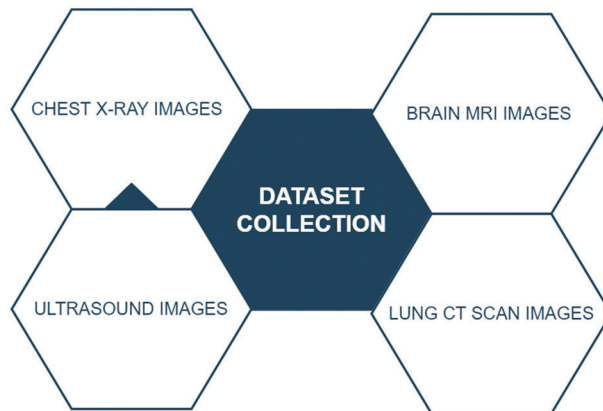 CHEST X-RAY IMAGES
BRAIN MRI IMAGES
DATASET
COLLECTION
ULTRASOUND IMAGES
LUNG CT SCAN IMAGES